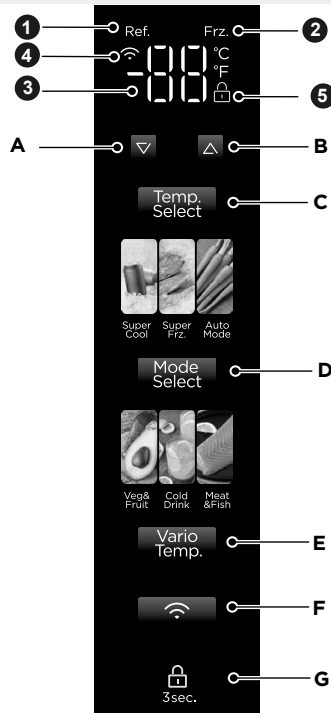 1 Ref. Frz. 2
4 °C
3 -88 °F 5
A B
Temp. C
Select
Super Super Auto
Cool Frz. Mode
Mode D
Select
Veg& Cold Meat
Fruit Drink &Fish
Vario E
Temp.
F
G
3sec.